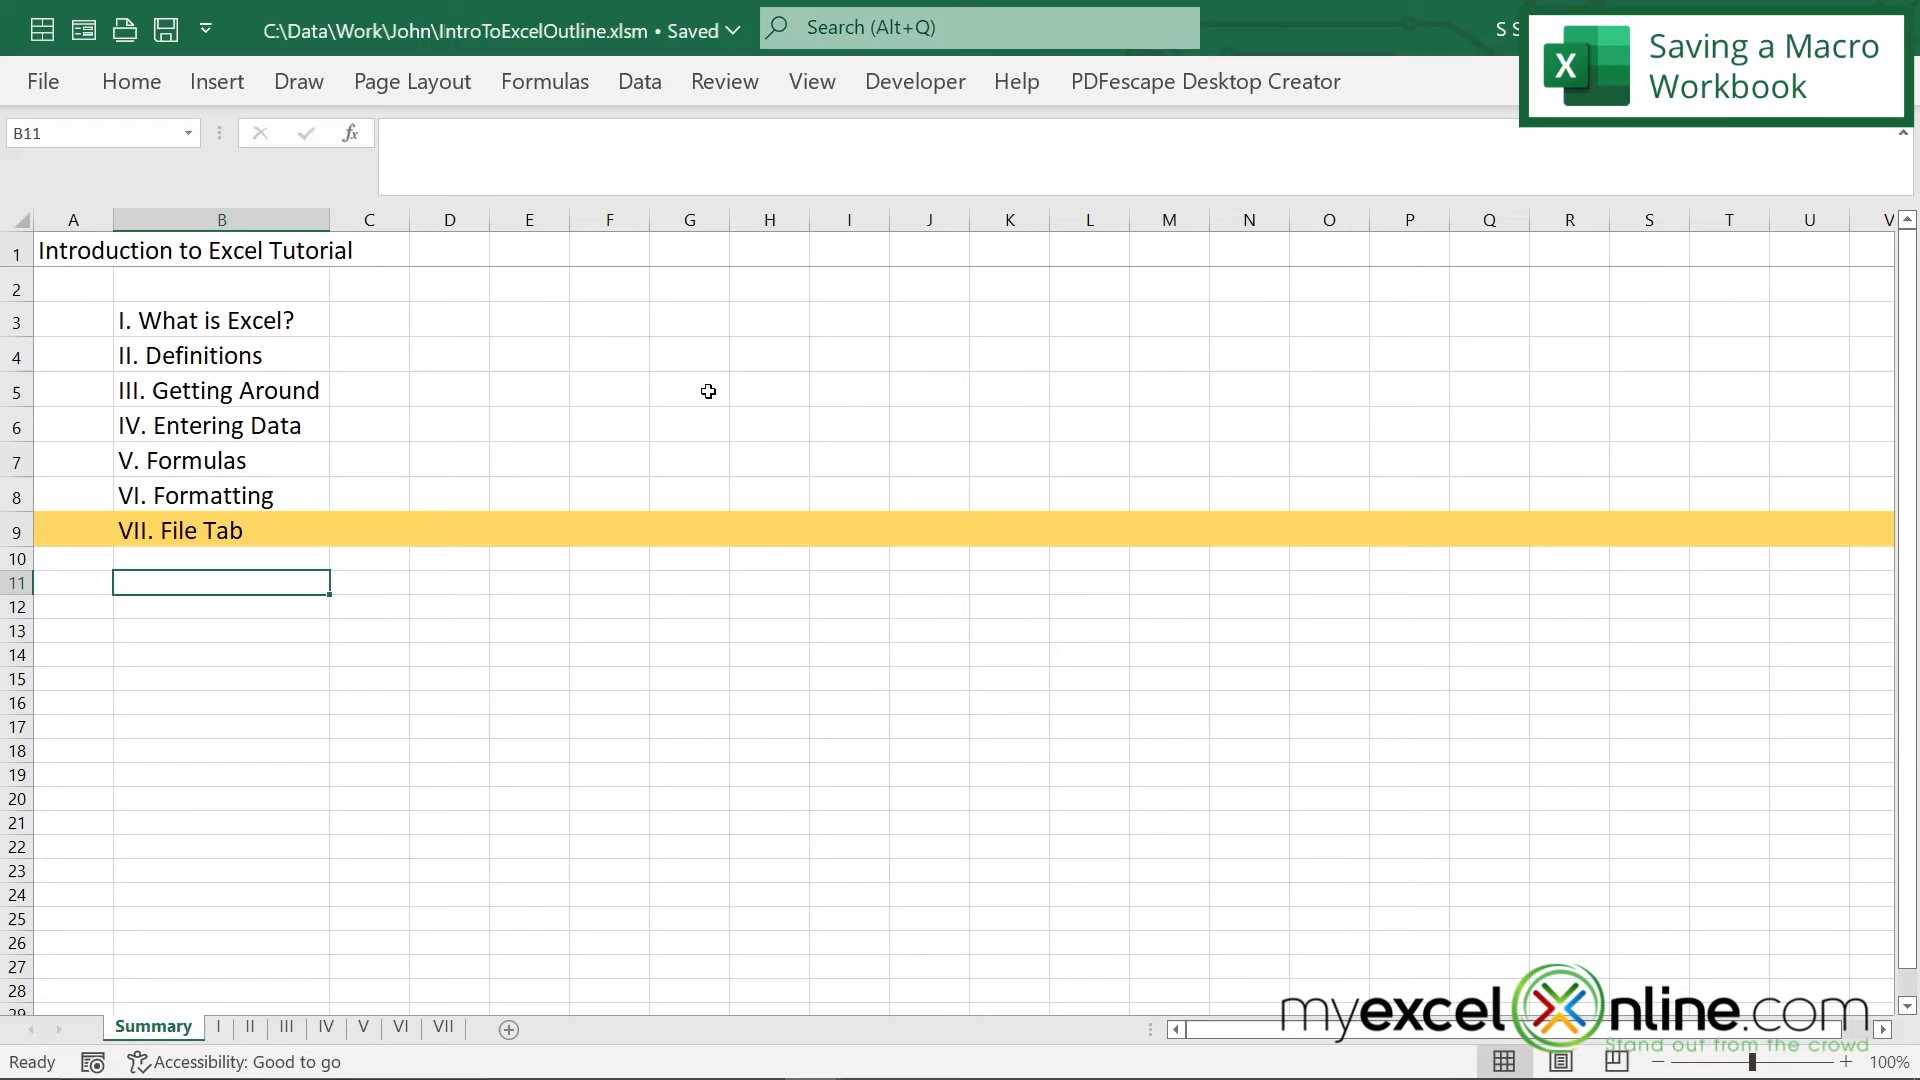 C:\Data\Work\John\IntroToExcelOutline.xlsm • Saved
Search (Alt+Q)
S S
Saving a Macro
Workbook
File Home Insert Draw Page Layout Formulas Data Review View Developer Help PDFescape Desktop Creator
B11
fx
A B C D E F G H I J K L M N O P Q R S T U V
1 Introduction to Excel Tutorial
2
3 I. What is Excel?
4 II. Definitions
5 III. Getting Around
6 IV. Entering Data
7 V. Formulas
8 VI. Formatting
9 VII. File Tab
10
11
12
13
14
15
16
17
18
19
20
21
22
23
24
25
26
27
28
29
Summary I II III IV V VI VII
myexcelonline.com
Stand out from the crowd
Ready Accessibility: Good to go 100%